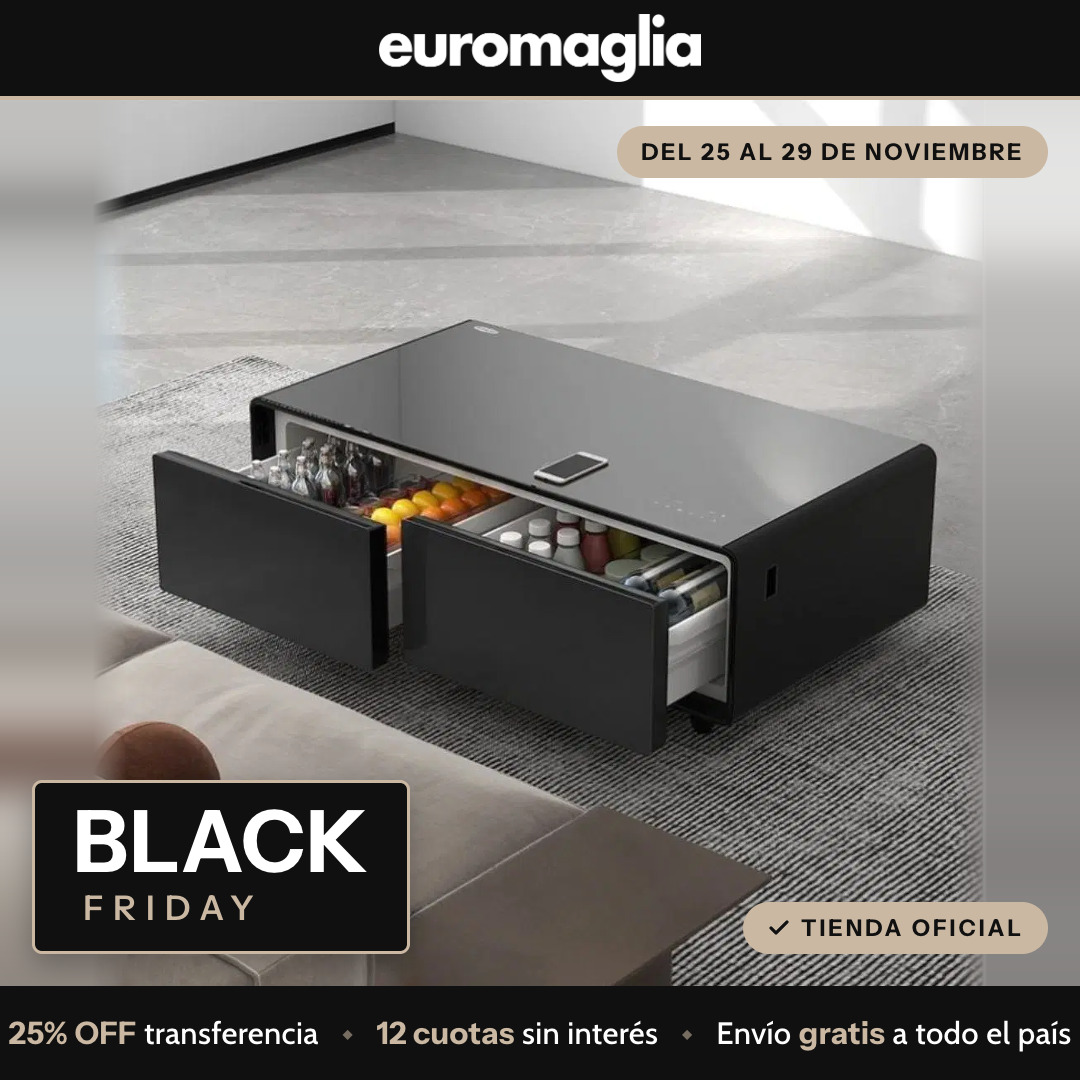 euromaglia
DEL 25 AL 29 DE NOVIEMBRE
BLACK
FRIDAY
✓ TIENDA OFICIAL
25% OFF transferencia ◆ 12 cuotas sin interés ◆ Envío gratis a todo el país